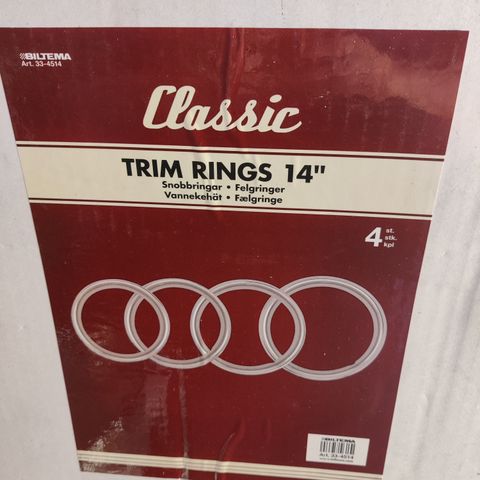 BILTEMA
Art. 33-4514
Classic
TRIM RINGS 14"
Snobbringar • Felgringer
Vannekehät • Fælgringe
4 st.
stk.
kpl
BILTEMA
Art. 33-4514